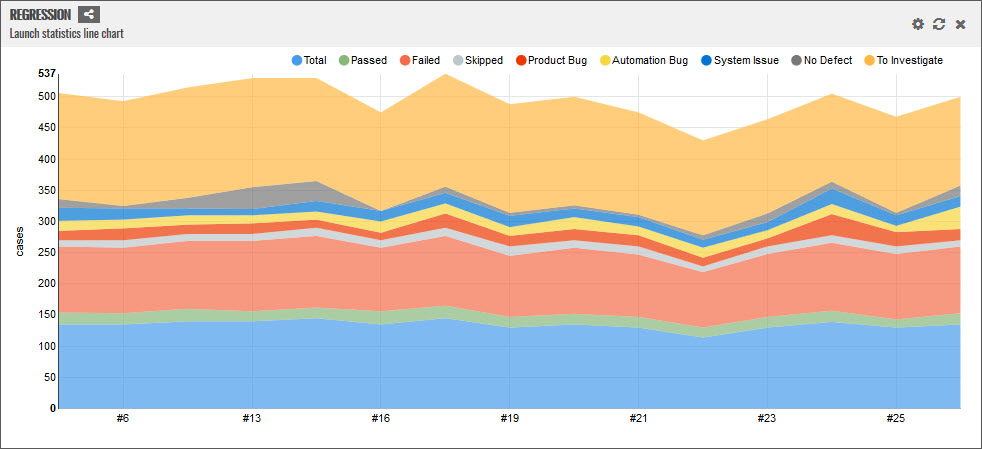 REGRESSION
Launch statistics line chart
Total Passed Failed Skipped Product Bug Automation Bug System Issue No Defect To Investigate
537
500
450
400
350
300
250
200
150
100
50
0
cases
#6 #13 #16 #19 #21 #23 #25